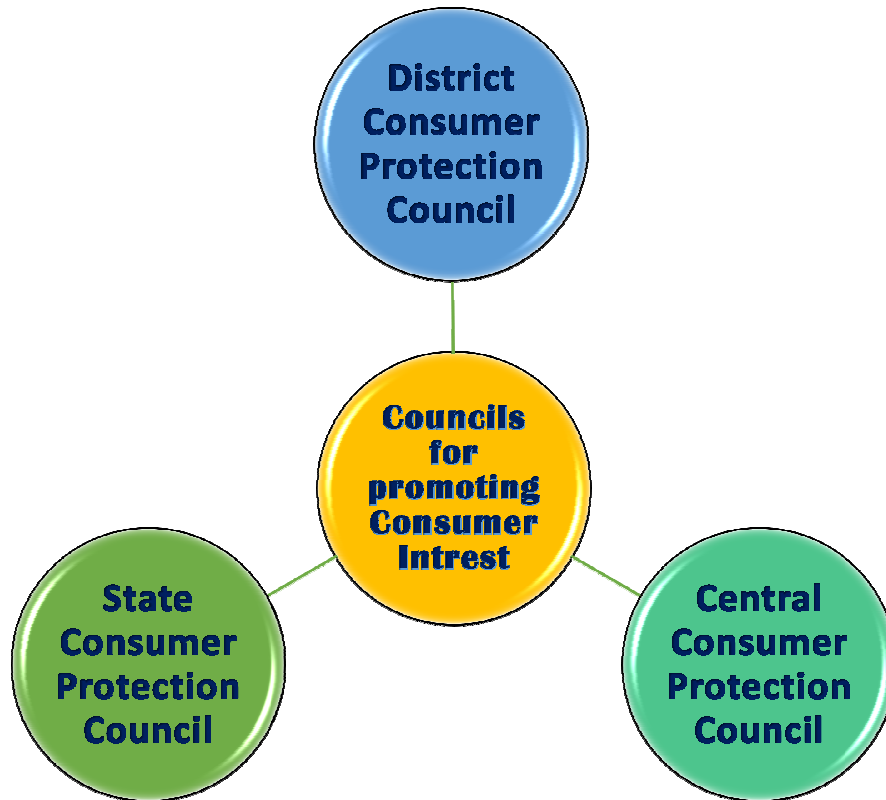 District
Consumer
Protection
Council
Councils
for
promoting
Consumer
Intrest
State
Consumer
Protection
Council
Central
Consumer
Protection
Council